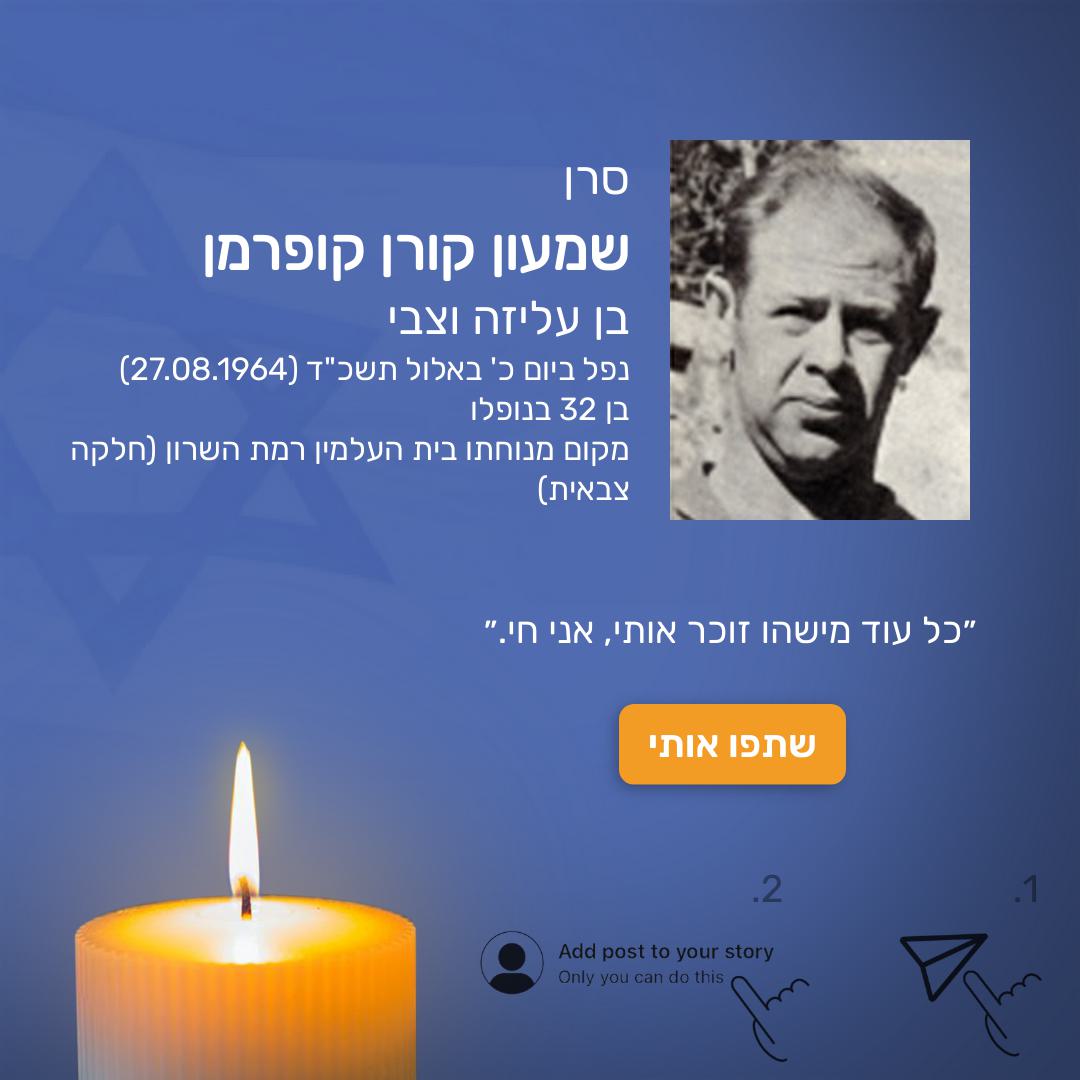 סרן
שמעון קורן קופרמן
בן עליזה וצבי
נפל ביום כ' באלול תשכ"ד (27.08.1964)
בן 32 בנופלו
מקום מנוחתו בית העלמין רמת השרון (חלקה
צבאית)
״כל עוד מישהו זוכר אותי, אני חי.״
שתפו אותי
1.
2.
Add post to your story
Only you can do this